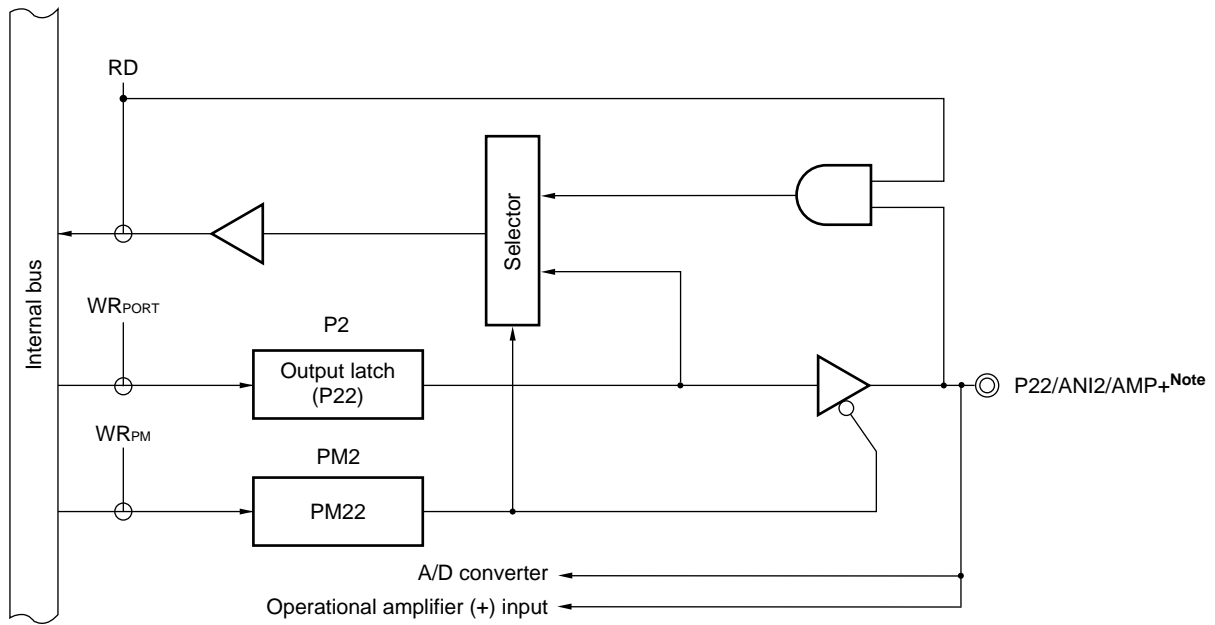 RD
Selector
Internal bus
WRPORT
P2
Output latch
(P22)
P22/ANI2/AMP+Note
WRPM
PM2
PM22
A/D converter
Operational amplifier (+) input